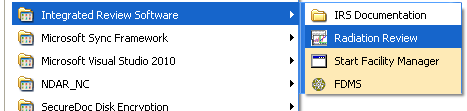 Integrated Review Software
Microsoft Sync Framework
Microsoft Visual Studio 2010
NDAR_NC
SecureDoc Disk Encryption
IRS Documentation
Radiation Review
Start Facility Manager
FDMS